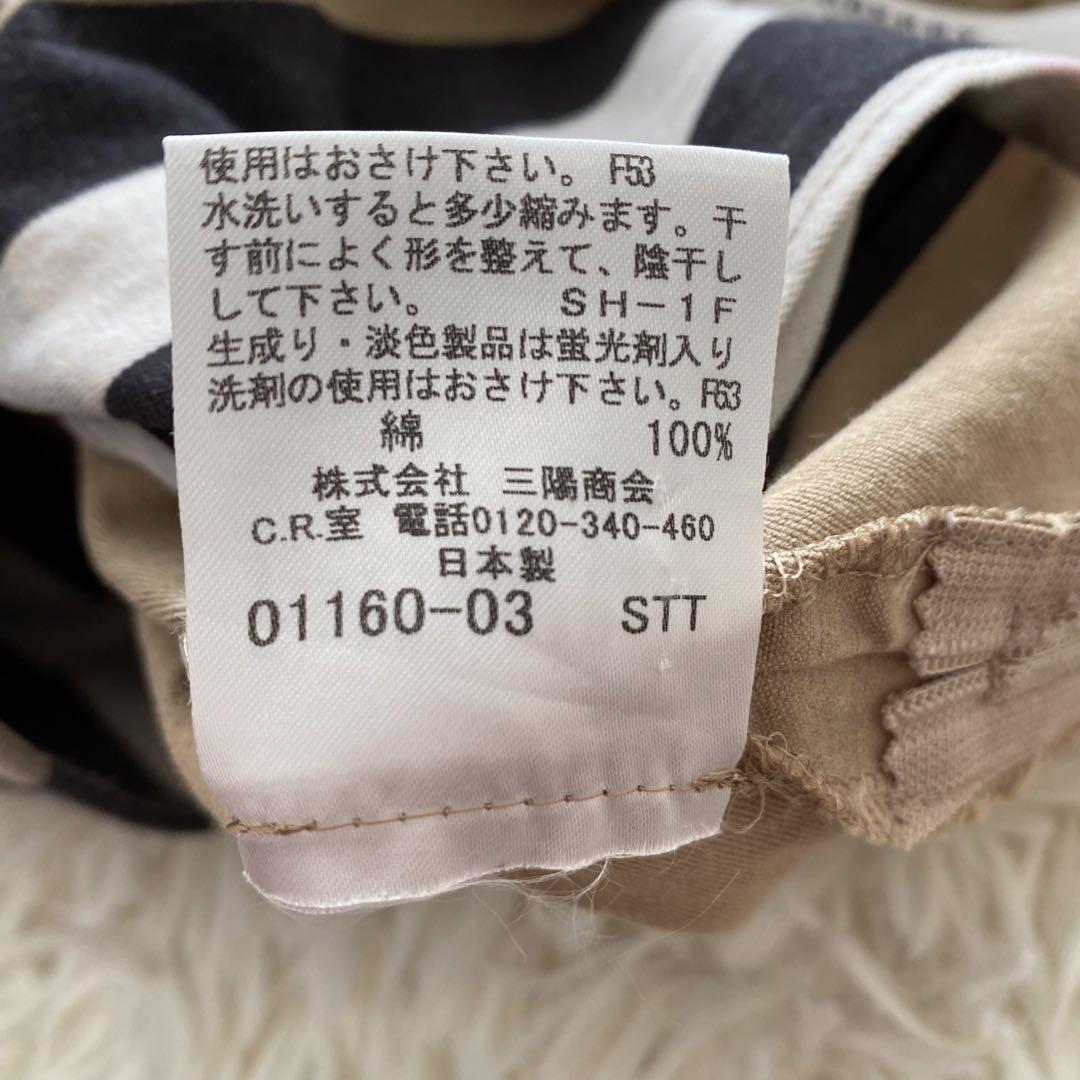 使用はおさけ下さい。 F53
水洗いすると多少縮みます。干
す前によく形を整えて、陰干し
して下さい。 SH-1F
生成り・淡色製品は蛍光剤入り
洗剤の使用はおさけ下さい。F53
綿 100%
株式会社 三陽商会
C.R.室 電話0120-340-460
日本製
01160-03 STT